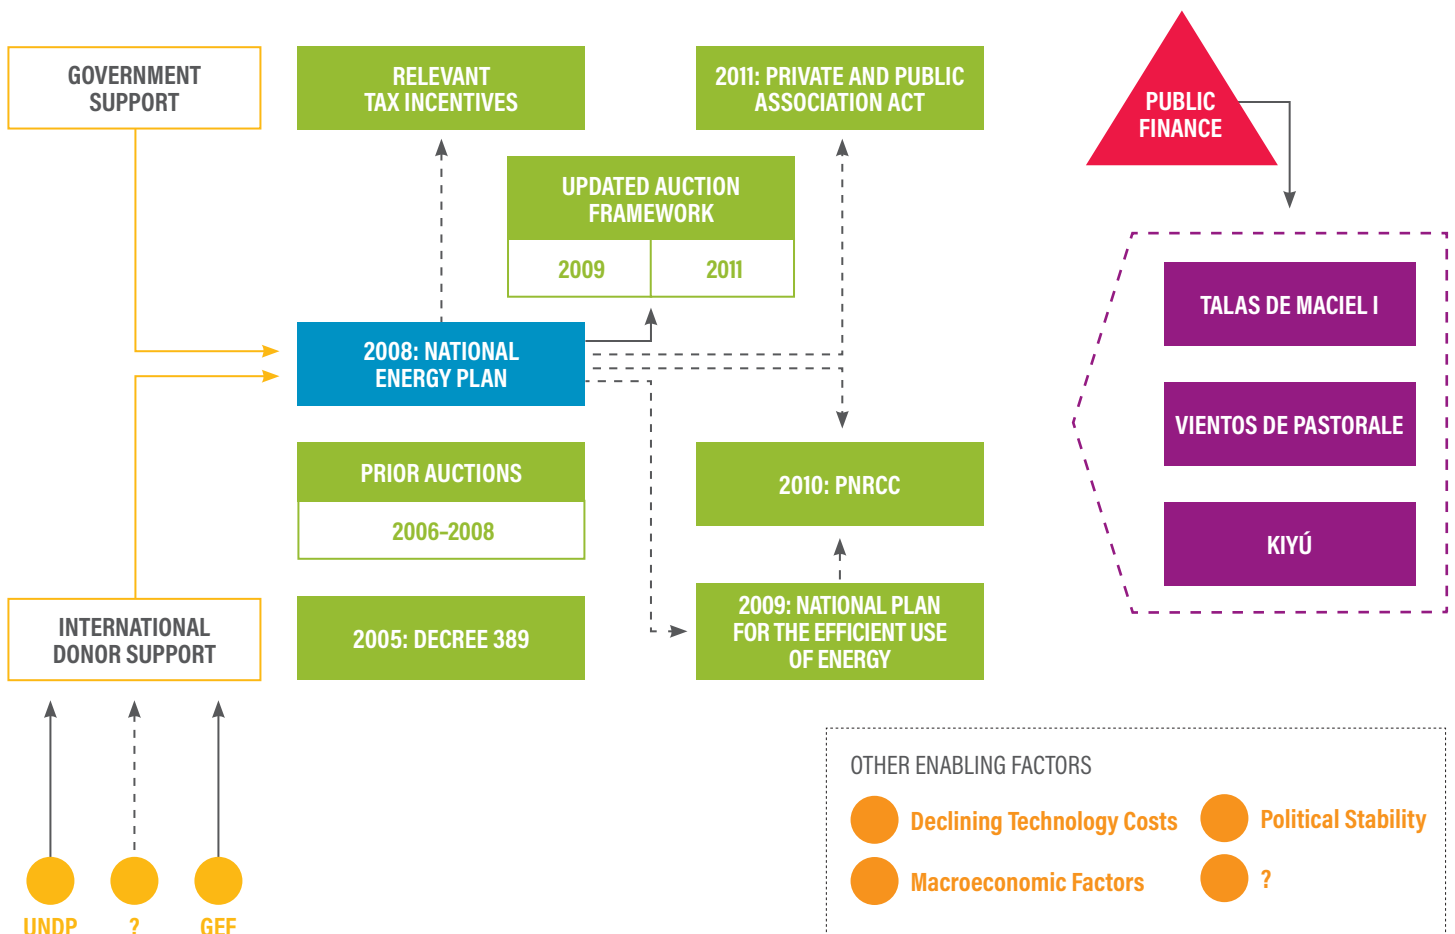 GOVERNMENT
SUPPORT
RELEVANT
TAX INCENTIVES
2011: PRIVATE AND PUBLIC
ASSOCIATION ACT
PUBLIC
FINANCE
UPDATED AUCTION
FRAMEWORK
2009
2011
TALAS DE MACIEL I
2008: NATIONAL
ENERGY PLAN
VIENTOS DE PASTORALE
PRIOR AUCTIONS
2006–2008
2010: PNRCC
KIYÚ
INTERNATIONAL
DONOR SUPPORT
2005: DECREE 389
2009: NATIONAL PLAN
FOR THE EFFICIENT USE
OF ENERGY
UNDP
?
GEF
OTHER ENABLING FACTORS
Declining Technology Costs
Political Stability
Macroeconomic Factors
?